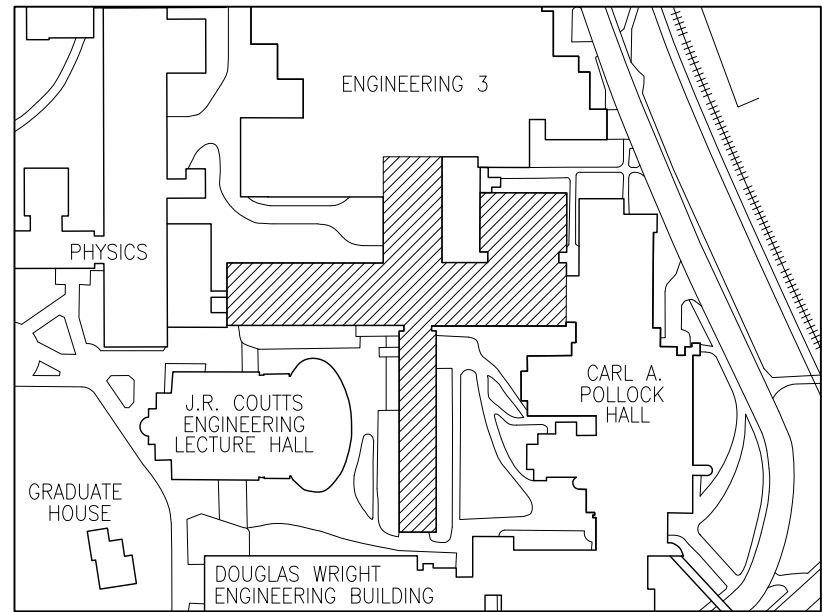 ENGINEERING 3
PHYSICS
CARL A.
POLLOCK
HALL
J.R. COUTTS
ENGINEERING
LECTURE HALL
GRADUATE
HOUSE
DOUGLAS WRIGHT
ENGINEERING BUILDING